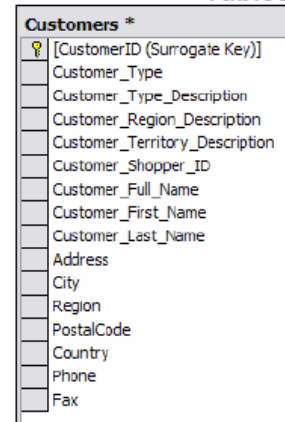 Customers *
[CustomerID (Surrogate Key)]
Customer_Type
Customer_Type_Description
Customer_Region_Description
Customer_Territory_Description
Customer_Shopper_ID
Customer_Full_Name
Customer_First_Name
Customer_Last_Name
Address
City
Region
PostalCode
Country
Phone
Fax